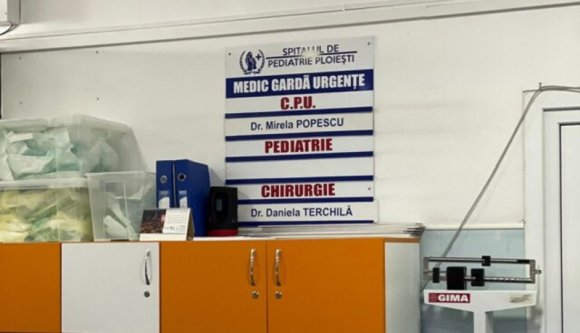 SPITALUL DE
PEDIATRIE PLOIEȘTI
MEDIC GARDĂ URGENȚE
C.P.U.
Dr. Mirela POPESCU
PEDIATRIE
CHIRURGIE
Dr. Daniela TERCHILĂ
GIMA